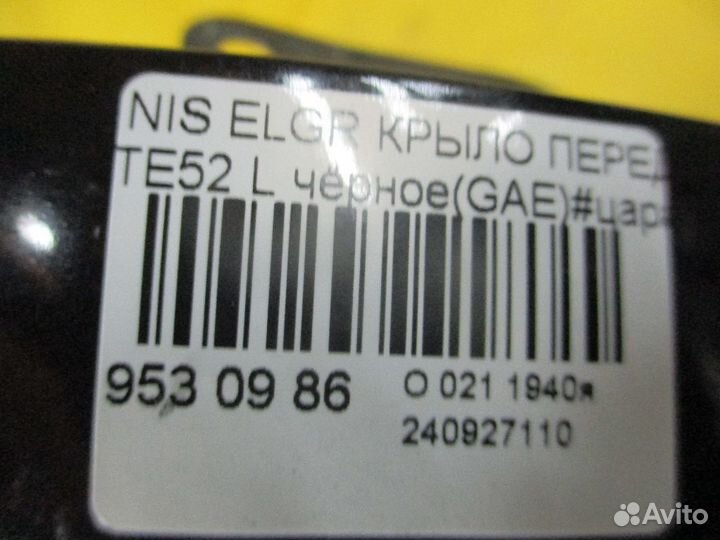 NIS ELGR КРЫЛО ПЕРЕД
TE52 L чёрное(GAE)#цар
953 09 86
О 021 1940я
240927110
Avito